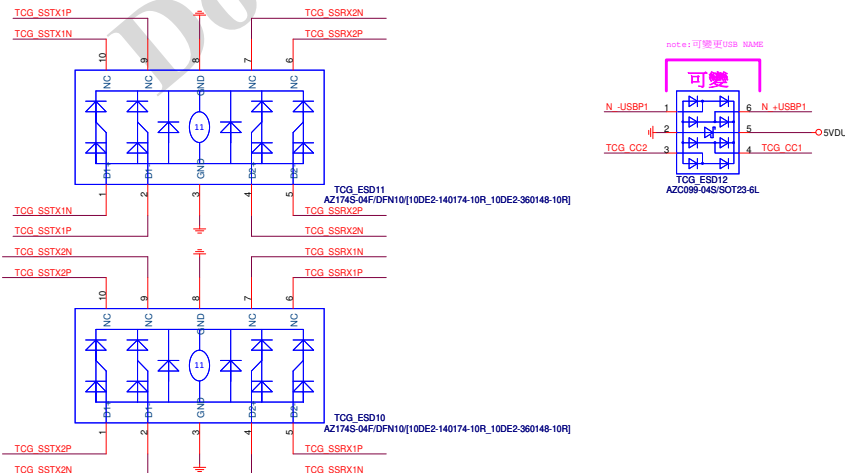 Do
TCG_SSTX1P
TCG_SSTX1N
TCG_SSRX2N
TCG_SSRX2P
10 9 8 7 6
NC NC GND NC NC
11
D1+ D1- GND D2+ D2-
1 2 3 4 5
TCG_ESD11
AZ174S-04F/DFN10/[10DE2-140174-10R_10DE2-360148-10R]
TCG_SSTX1N
TCG_SSTX1P
TCG_SSRX2P
TCG_SSRX2N
TCG_SSTX2N
TCG_SSTX2P
TCG_SSRX1N
TCG_SSRX1P
10 9 8 7 6
NC NC GND NC NC
11
D1+ D1- GND D2+ D2-
1 2 3 4 5
TCG_ESD10
AZ174S-04F/DFN10/[10DE2-140174-10R_10DE2-360148-10R]
TCG_SSTX2P
TCG_SSTX2N
TCG_SSRX1P
TCG_SSRX1N
note:可變更USB NAME
可變
N_-USBP1 1 6 N_+USBP1
2 5 5VDU
TCG_CC2 3 4 TCG_CC1
TCG_ESD12
AZC099-04S/SOT23-6L